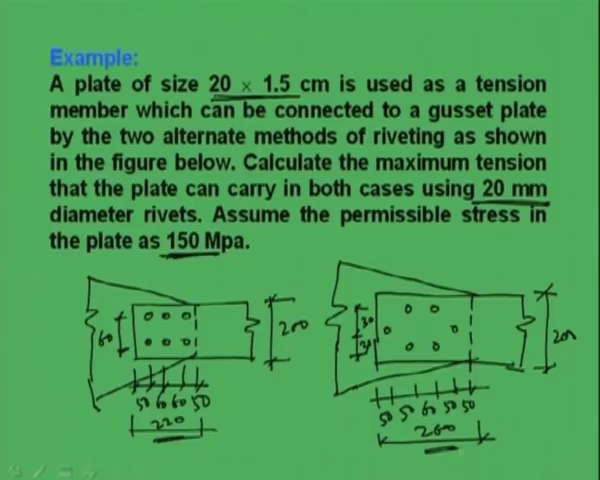 Example:
A plate of size 20 × 1.5 cm is used as a tension
member which can be connected to a gusset plate
by the two alternate methods of riveting as shown
in the figure below. Calculate the maximum tension
that the plate can carry in both cases using 20 mm
diameter rivets. Assume the permissible stress in
the plate as 150 Mpa.
60
200
50 60 60 50
220
30
30
200
50 50 60 50 50
260